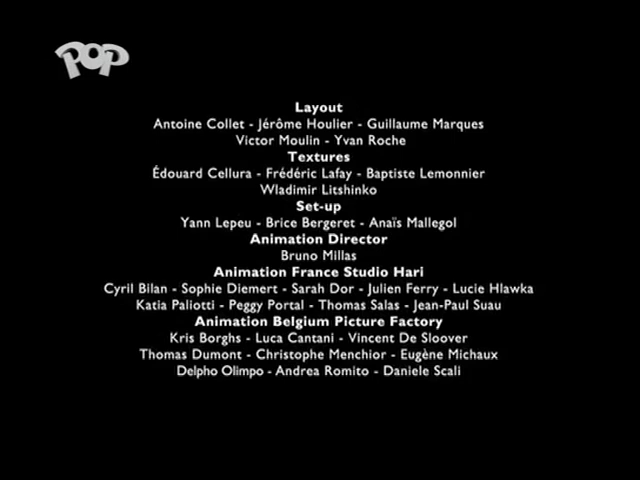 POP
Layout
Antoine Collet - Jérôme Houlier - Guillaume Marques
Victor Moulin - Yvan Roche
Textures
Édouard Cellura - Frédéric Lafay - Baptiste Lemonnier
Wladimir Litshinko
Set-up
Yann Lepeu - Brice Bergeret - Anaïs Mallegol
Animation Director
Bruno Millas
Animation France Studio Hari
Cyril Bilan - Sophie Diemert - Sarah Dor - Julien Ferry - Lucie Hlawka
Katia Paliotti - Peggy Portal - Thomas Salas - Jean-Paul Suau
Animation Belgium Picture Factory
Kris Borghs - Luca Cantani - Vincent De Sloover
Thomas Dumont - Christophe Menchior - Eugène Michaux
Delpho Olimpo - Andrea Romito - Daniele Scali